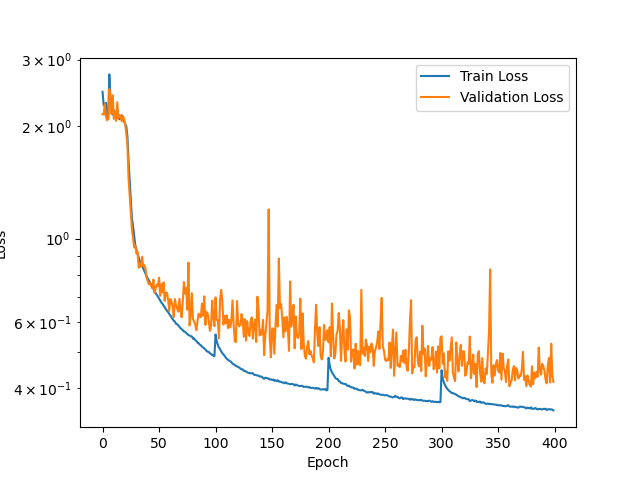 3 × 10⁰
2 × 10⁰
10⁰
6 × 10⁻¹
4 × 10⁻¹
Loss
Train Loss
Validation Loss
0 50 100 150 200 250 300 350 400
Epoch